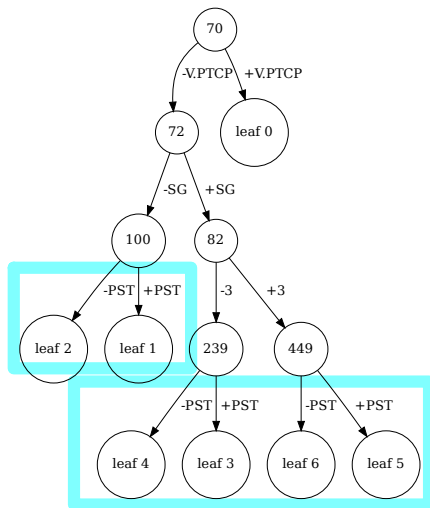 70
-V.PTCP +V.PTCP
72 leaf 0
-SG +SG
100 82
-PST +PST -3 +3
leaf 2 leaf 1 239 449
-PST +PST -PST +PST
leaf 4 leaf 3 leaf 6 leaf 5